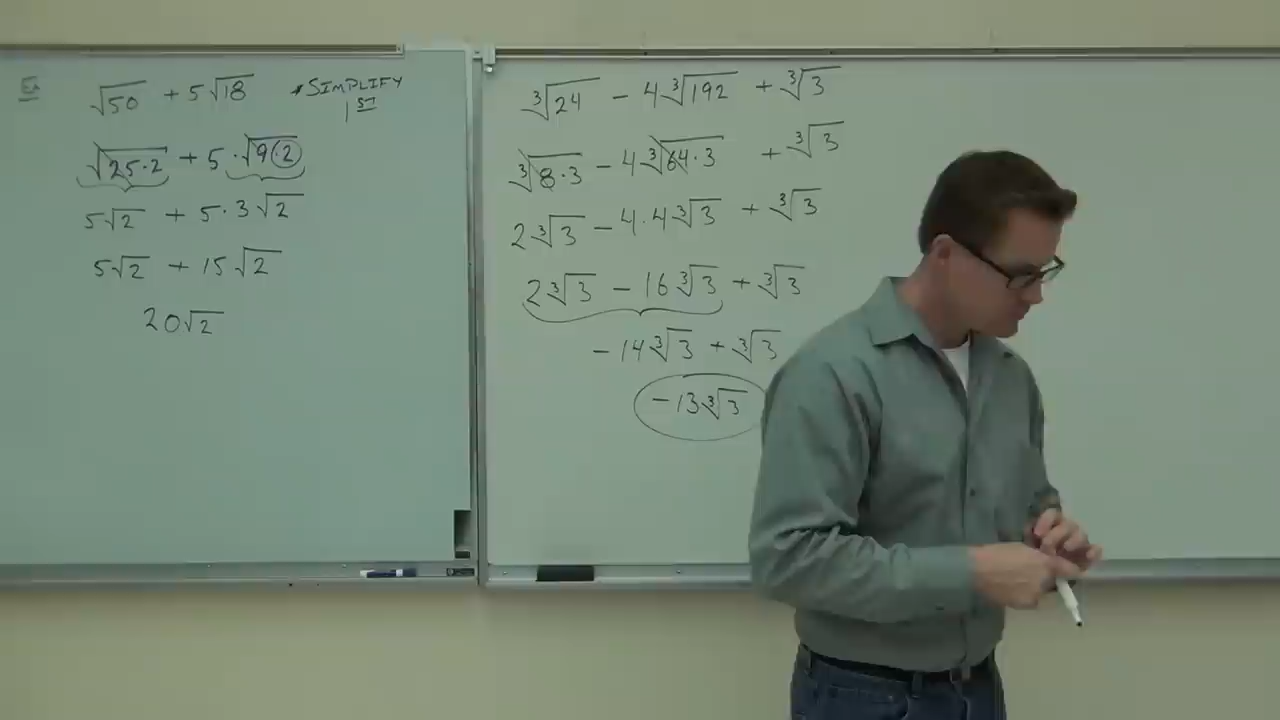 Ex √50 + 5√18 *SIMPLIFY 1ST
√25·2 + 5·√9·2
5√2 + 5·3√2
5√2 + 15√2
20√2
∛24 − 4∛192 + ∛3
∛8·3 − 4∛64·3 + ∛3
2∛3 − 4·4∛3 + ∛3
2∛3 − 16∛3 + ∛3
−14∛3 + ∛3
−13∛3